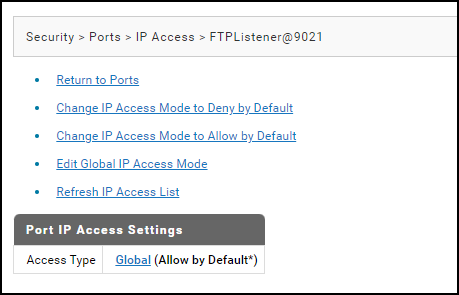 Security > Ports > IP Access > FTPListener@9021
Return to Ports
Change IP Access Mode to Deny by Default
Change IP Access Mode to Allow by Default
Edit Global IP Access Mode
Refresh IP Access List
Port IP Access Settings
Access Type Global (Allow by Default*)